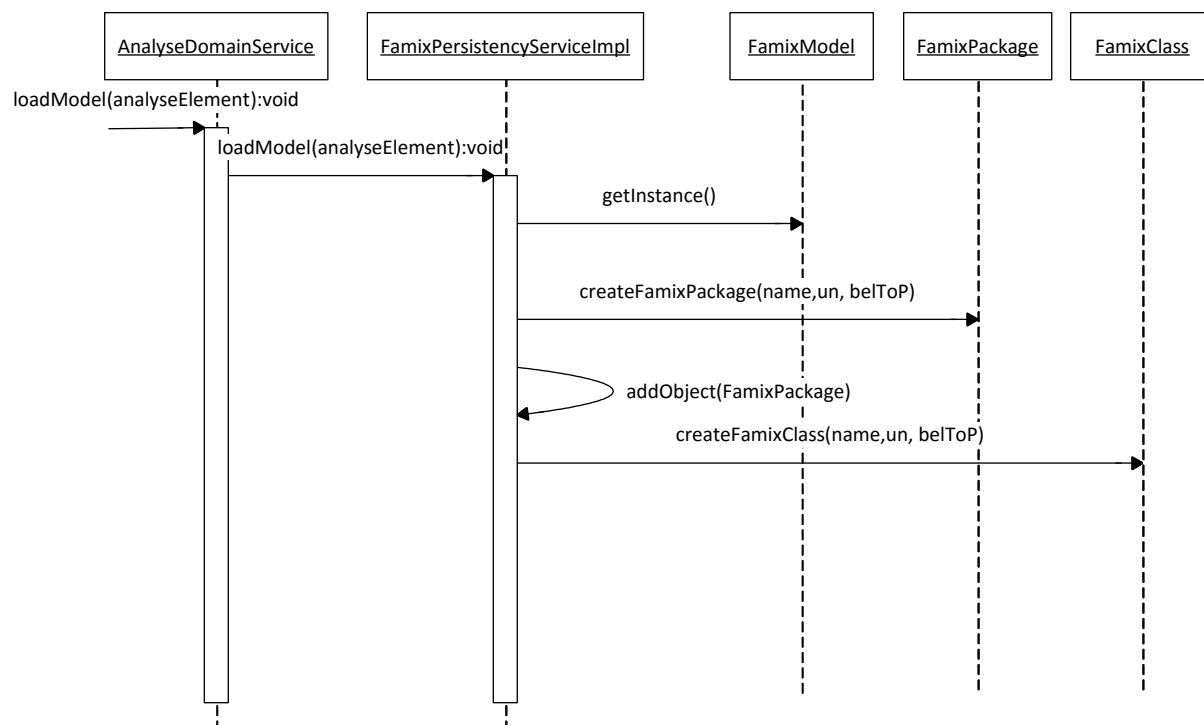 AnalyseDomainService
FamixPersistencyServiceImpl
FamixModel
FamixPackage
FamixClass
loadModel(analyseElement):void
loadModel(analyseElement):void
getInstance()
createFamixPackage(name,un, belToP)
addObject(FamixPackage)
createFamixClass(name,un, belToP)